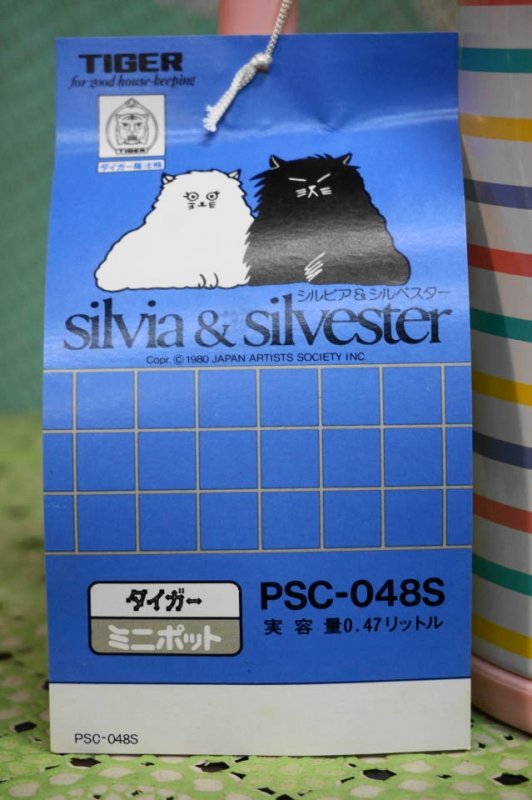 TIGER
for good house-keeping
TIGER
タイガー魔法瓶
シルビア&シルベスター
silvia & silvester
Copr. © 1980 JAPAN ARTISTS SOCIETY INC.
タイガー
ミニポット
PSC-048S
実容量0.47リットル
PSC-048S